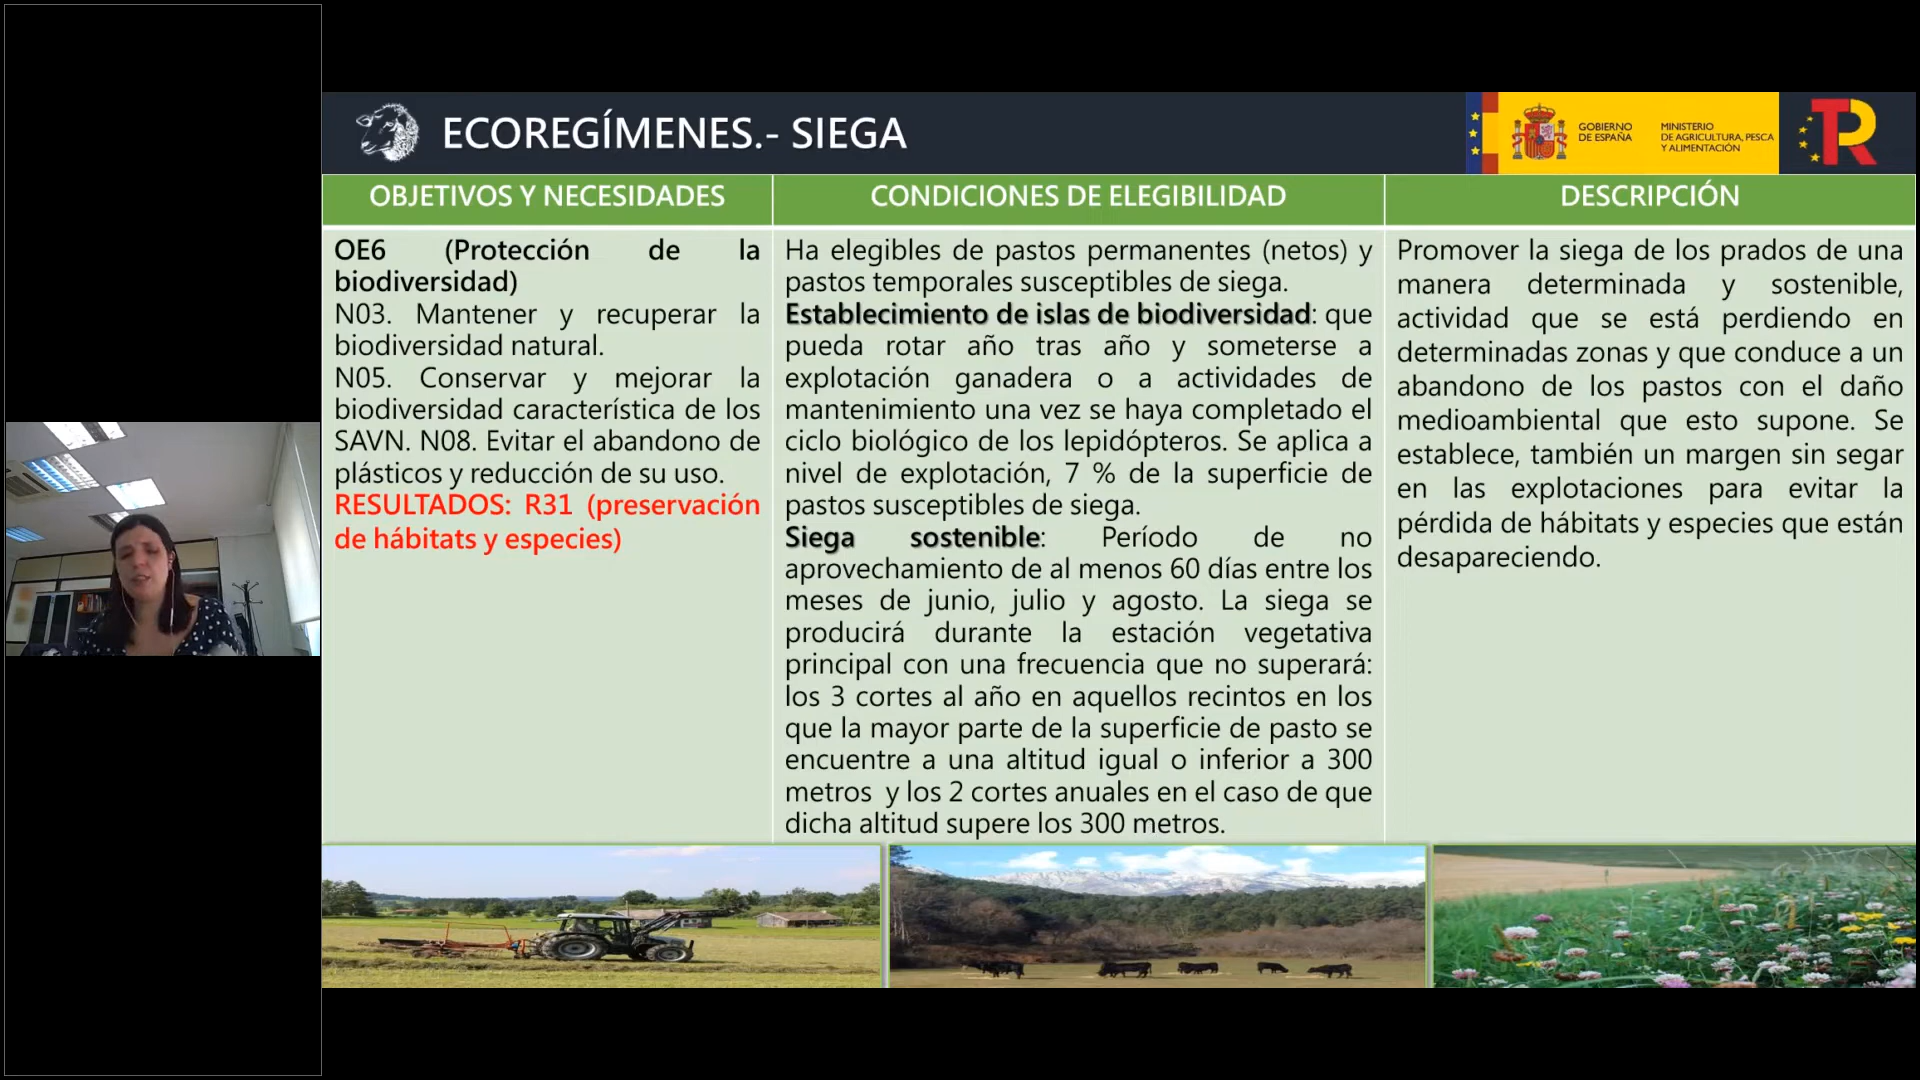 ECOREGÍMENES.- SIEGA
GOBIERNO
DE ESPAÑA
MINISTERIO
DE AGRICULTURA, PESCA
Y ALIMENTACIÓN
TR
OBJETIVOS Y NECESIDADES
OE6 (Protección de la
biodiversidad)
N03. Mantener y recuperar la
biodiversidad natural.
N05. Conservar y mejorar la
biodiversidad característica de los
SAVN. N08. Evitar el abandono de
plásticos y reducción de su uso.
RESULTADOS: R31 (preservación
de hábitats y especies)
CONDICIONES DE ELEGIBILIDAD
Ha elegibles de pastos permanentes (netos) y
pastos temporales susceptibles de siega.
Establecimiento de islas de biodiversidad: que
pueda rotar año tras año y someterse a
explotación ganadera o a actividades de
mantenimiento una vez se haya completado el
ciclo biológico de los lepidópteros. Se aplica a
nivel de explotación, 7 % de la superficie de
pastos susceptibles de siega.
Siega sostenible: Período de no
aprovechamiento de al menos 60 días entre los
meses de junio, julio y agosto. La siega se
producirá durante la estación vegetativa
principal con una frecuencia que no superará:
los 3 cortes al año en aquellos recintos en los
que la mayor parte de la superficie de pasto se
encuentre a una altitud igual o inferior a 300
metros y los 2 cortes anuales en el caso de que
dicha altitud supere los 300 metros.
DESCRIPCIÓN
Promover la siega de los prados de una
manera determinada y sostenible,
actividad que se está perdiendo en
determinadas zonas y que conduce a un
abandono de los pastos con el daño
medioambiental que esto supone. Se
establece, también un margen sin segar
en las explotaciones para evitar la
pérdida de hábitats y especies que están
desapareciendo.